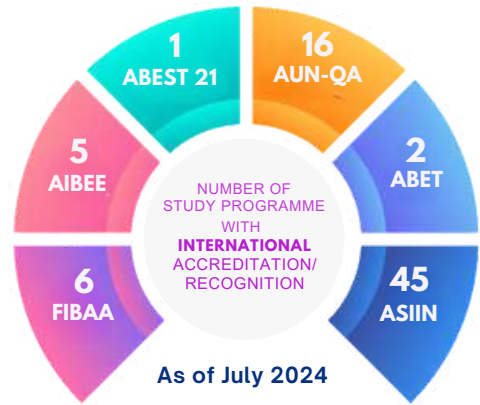 1
ABEST 21
16
AUN-QA
5
AIBEE
2
ABET
6
FIBAA
45
ASIIN
NUMBER OF
STUDY PROGRAMME
WITH
INTERNATIONAL
ACCREDITATION/
RECOGNITION
As of July 2024